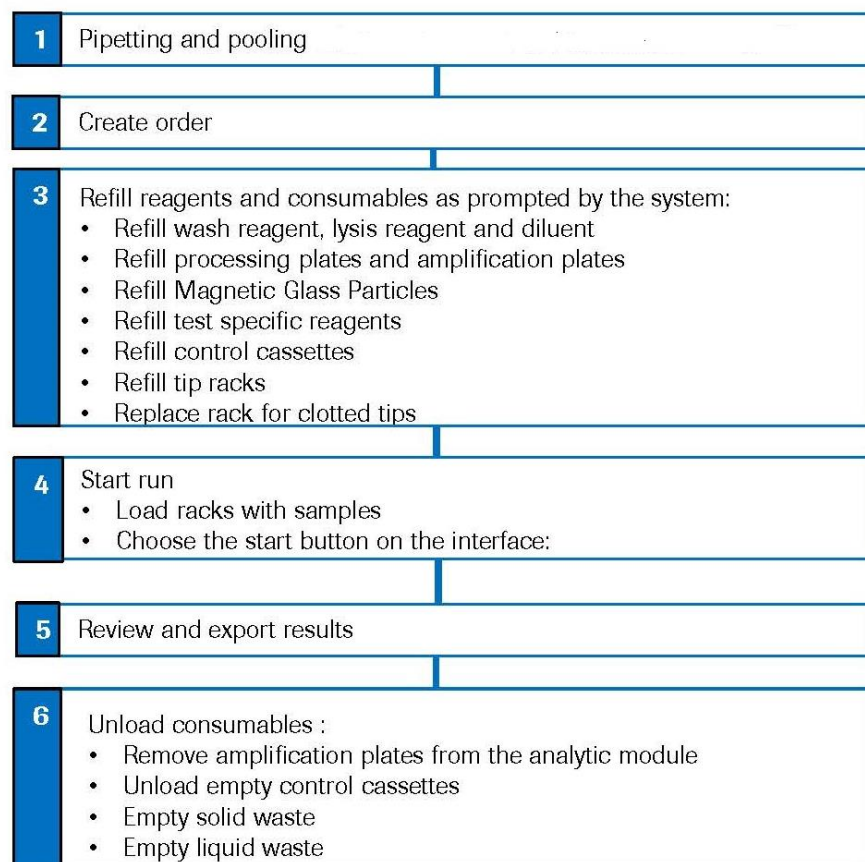 1 Pipetting and pooling
2 Create order
3 Refill reagents and consumables as prompted by the system:
• Refill wash reagent, lysis reagent and diluent
• Refill processing plates and amplification plates
• Refill Magnetic Glass Particles
• Refill test specific reagents
• Refill control cassettes
• Refill tip racks
• Replace rack for clotted tips
4 Start run
• Load racks with samples
• Choose the start button on the interface:
5 Review and export results
6 Unload consumables :
• Remove amplification plates from the analytic module
• Unload empty control cassettes
• Empty solid waste
• Empty liquid waste